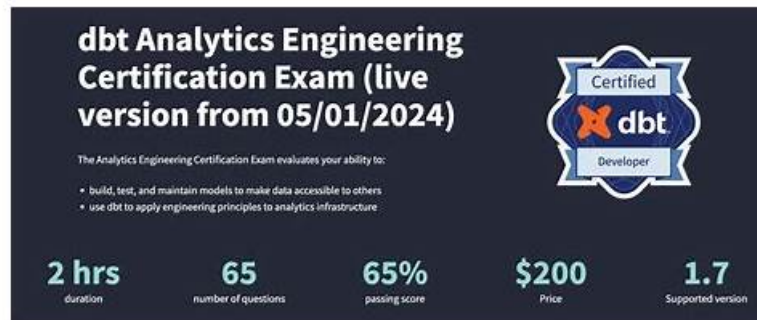 dbt Analytics Engineering
Certification Exam (live
version from 05/01/2024)
Certified
dbt
Developer
The Analytics Engineering Certification Exam evaluates your ability to:
• build, test, and maintain models to make data accessible to others
• use dbt to apply engineering principles to analytics infrastructure
2 hrs
duration
65
number of questions
65%
passing score
$200
Price
1.7
Supported version